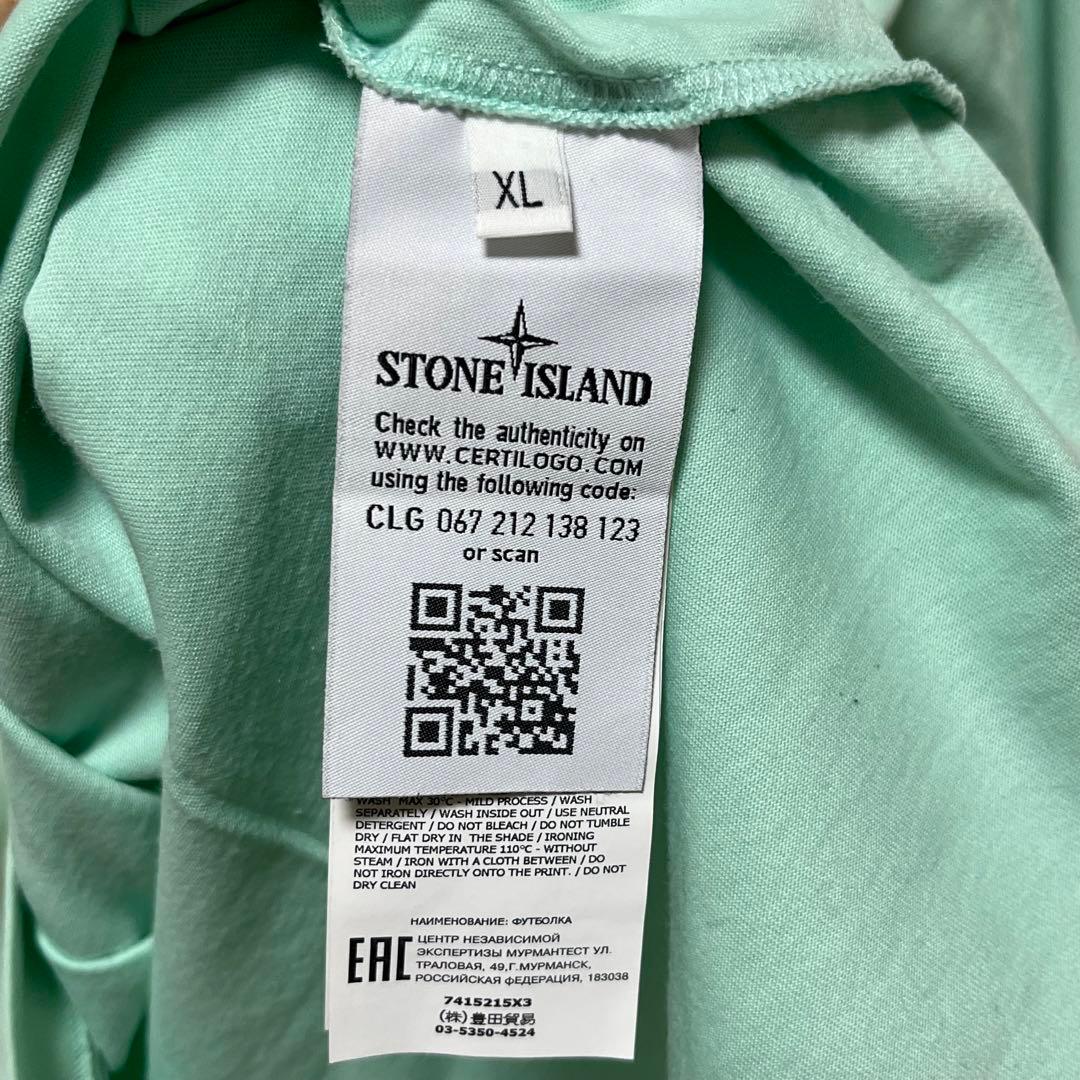 XL
STONE ISLAND
Check the authenticity on
WWW.CERTILOGO.COM
using the following code:
CLG 067 212 138 123
or scan
WASH MAX 30°C - MILD PROCESS / WASH
SEPARATELY / WASH INSIDE OUT / USE NEUTRAL
DETERGENT / DO NOT BLEACH / DO NOT TUMBLE
DRY / FLAT DRY IN THE SHADE / IRONING
MAXIMUM TEMPERATURE 110°C - WITHOUT
STEAM / IRON WITH A CLOTH BETWEEN / DO
NOT IRON DIRECTLY ONTO THE PRINT. / DO NOT
DRY CLEAN
НАИМЕНОВАНИЕ: ФУТБОЛКА
EAC
ЦЕНТР НЕЗАВИСИМОЙ
ЭКСПЕРТИЗЫ МУРМАНТЕСТ УЛ.
ТРАЛОВАЯ, 49,Г.МУРМАНСК,
РОССИЙСКАЯ ФЕДЕРАЦИЯ, 183038
7415215X3
(株)豊田貿易
03-5350-4524